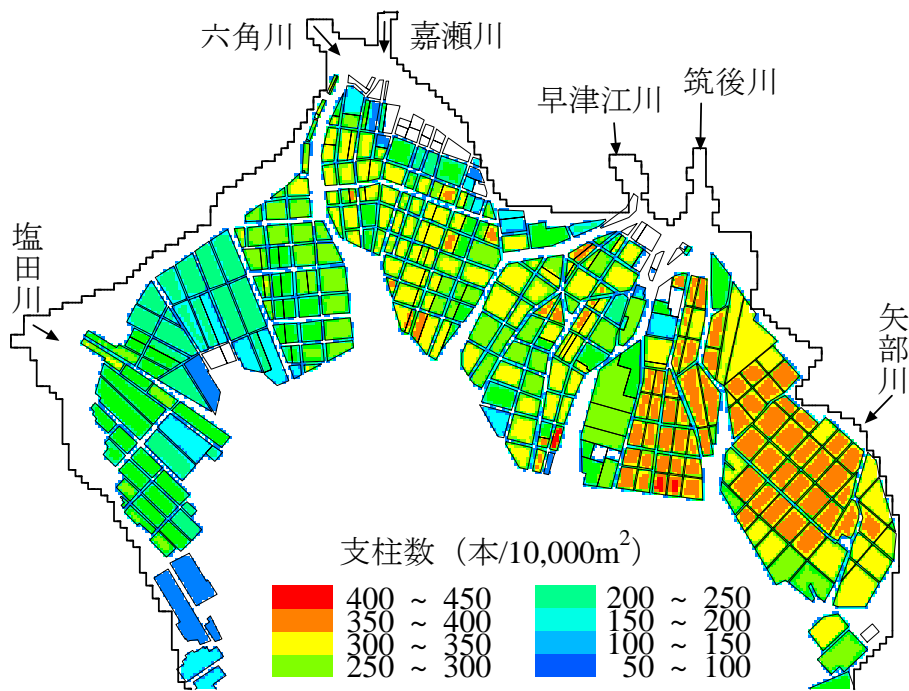 六角川
嘉瀬川
早津江川
筑後川
塩田川
矢部川
支柱数（本/10,000m²）
400 ~ 450
350 ~ 400
300 ~ 350
250 ~ 300
200 ~ 250
150 ~ 200
100 ~ 150
50 ~ 100